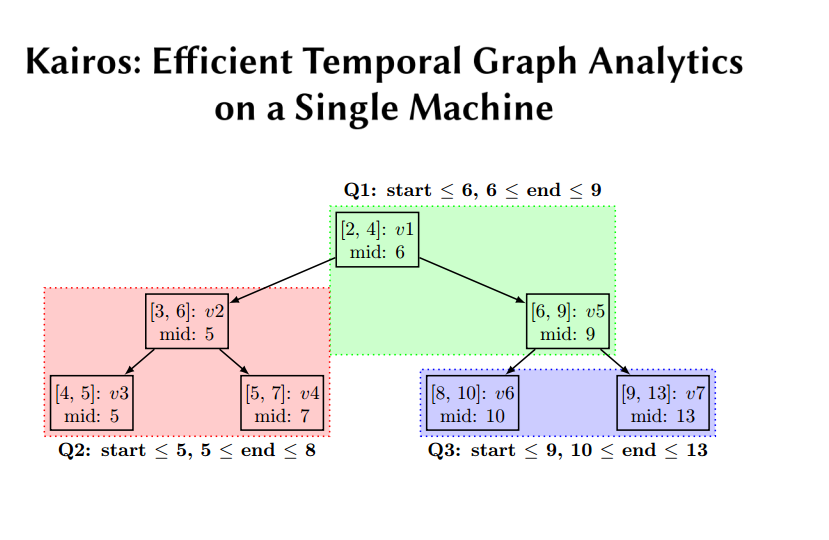 Kairos: Efficient Temporal Graph Analytics
on a Single Machine
Q1: start ≤ 6, 6 ≤ end ≤ 9
[2, 4]: v1
mid: 6
[3, 6]: v2
mid: 5
[6, 9]: v5
mid: 9
[4, 5]: v3
mid: 5
[5, 7]: v4
mid: 7
[8, 10]: v6
mid: 10
[9, 13]: v7
mid: 13
Q2: start ≤ 5, 5 ≤ end ≤ 8
Q3: start ≤ 9, 10 ≤ end ≤ 13